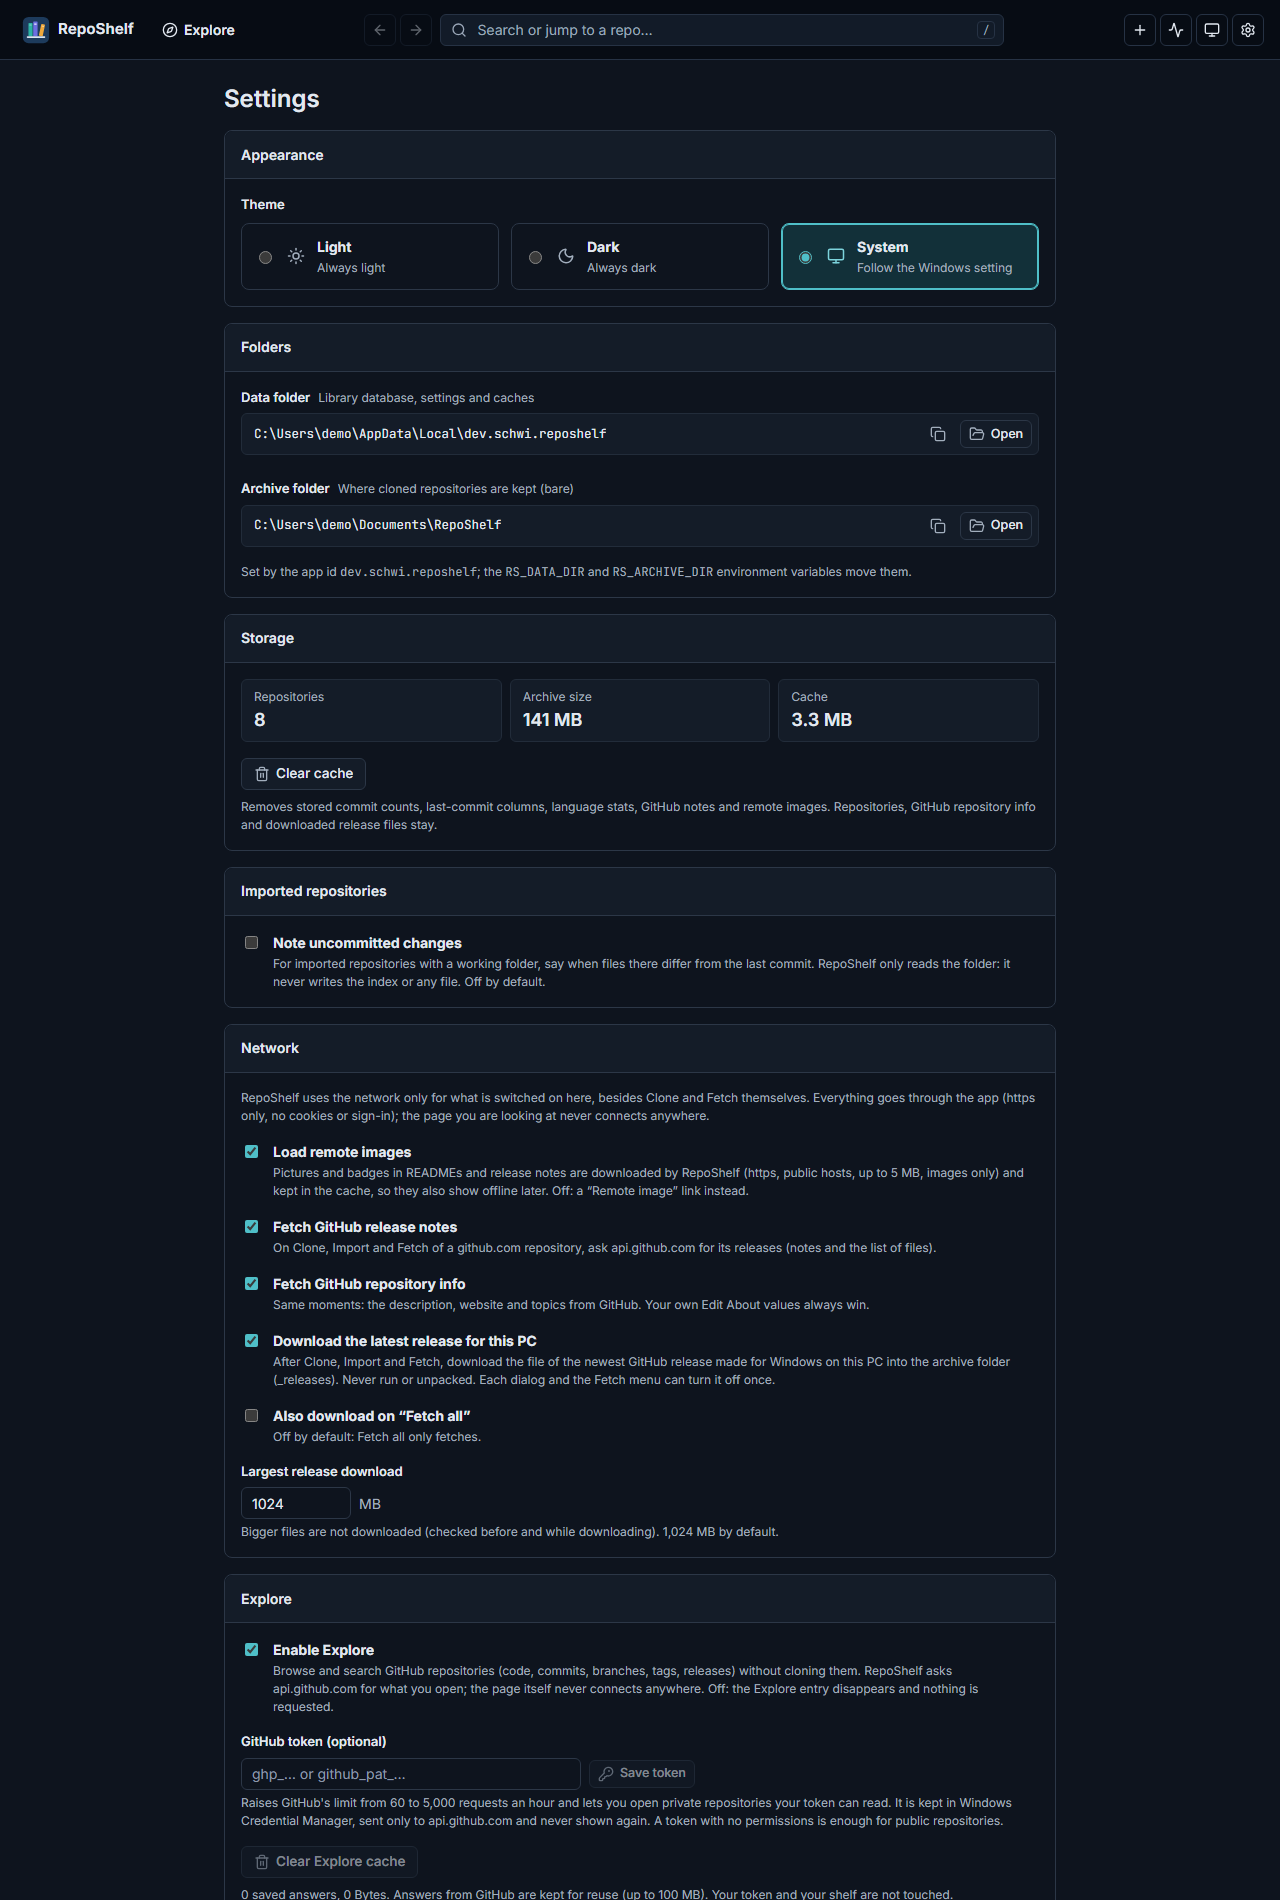 RepoShelf
Explore
Search or jump to a repo...
/
Settings
Appearance
Theme
Light
Always light
Dark
Always dark
System
Follow the Windows setting
Folders
Data folder Library database, settings and caches
C:\Users\demo\AppData\Local\dev.schwi.reposhelf
Open
Archive folder Where cloned repositories are kept (bare)
C:\Users\demo\Documents\RepoShelf
Open
Set by the app id dev.schwi.reposhelf; the RS_DATA_DIR and RS_ARCHIVE_DIR environment variables move them.
Storage
Repositories
8
Archive size
141 MB
Cache
3.3 MB
Clear cache
Removes stored commit counts, last-commit columns, language stats, GitHub notes and remote images. Repositories, GitHub repository info
and downloaded release files stay.
Imported repositories
Note uncommitted changes
For imported repositories with a working folder, say when files there differ from the last commit. RepoShelf only reads the folder: it
never writes the index or any file. Off by default.
Network
RepoShelf uses the network only for what is switched on here, besides Clone and Fetch themselves. Everything goes through the app (https
only, no cookies or sign-in); the page you are looking at never connects anywhere.
Load remote images
Pictures and badges in READMEs and release notes are downloaded by RepoShelf (https, public hosts, up to 5 MB, images only) and
kept in the cache, so they also show offline later. Off: a “Remote image” link instead.
Fetch GitHub release notes
On Clone, Import and Fetch of a github.com repository, ask api.github.com for its releases (notes and the list of files).
Fetch GitHub repository info
Same moments: the description, website and topics from GitHub. Your own Edit About values always win.
Download the latest release for this PC
After Clone, Import and Fetch, download the file of the newest GitHub release made for Windows on this PC into the archive folder
(_releases). Never run or unpacked. Each dialog and the Fetch menu can turn it off once.
Also download on “Fetch all”
Off by default: Fetch all only fetches.
Largest release download
1024 MB
Bigger files are not downloaded (checked before and while downloading). 1,024 MB by default.
Explore
Enable Explore
Browse and search GitHub repositories (code, commits, branches, tags, releases) without cloning them. RepoShelf asks
api.github.com for what you open; the page itself never connects anywhere. Off: the Explore entry disappears and nothing is
requested.
GitHub token (optional)
ghp_... or github_pat_...
Save token
Raises GitHub's limit from 60 to 5,000 requests an hour and lets you open private repositories your token can read. It is kept in Windows
Credential Manager, sent only to api.github.com and never shown again. A token with no permissions is enough for public repositories.
Clear Explore cache
0 saved answers, 0 Bytes. Answers from GitHub are kept for reuse (up to 100 MB). Your token and your shelf are not touched.